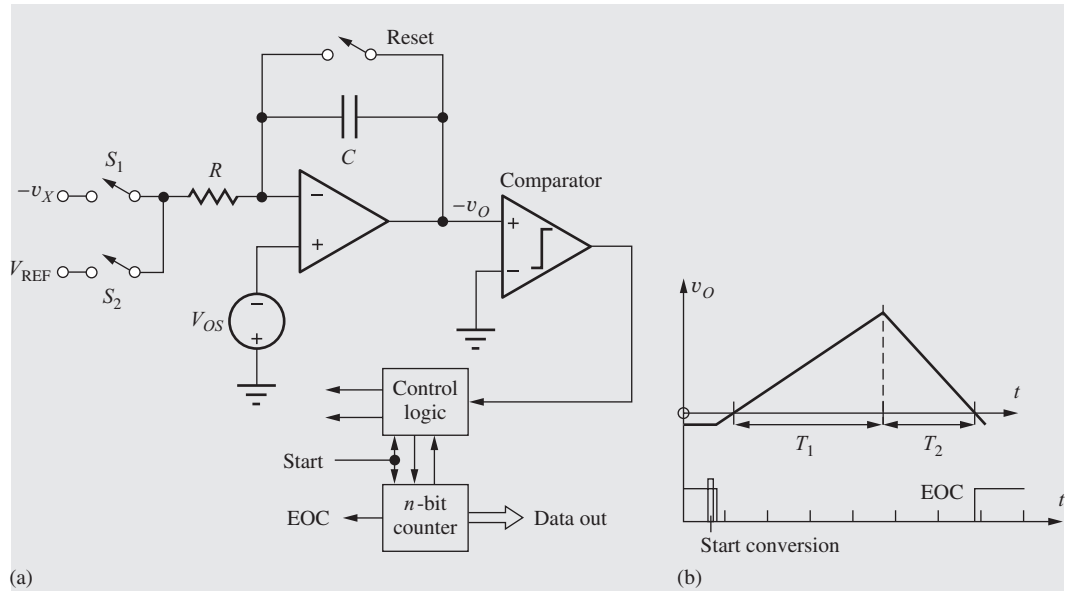 Reset
C
S1
R
−vX
VREF
S2
−
+
−vO
Comparator
+
−
VOS
−
+
Control
logic
Start
n-bit
counter
EOC
Data out
(a)
vO
t
T1
T2
EOC
t
Start conversion
(b)